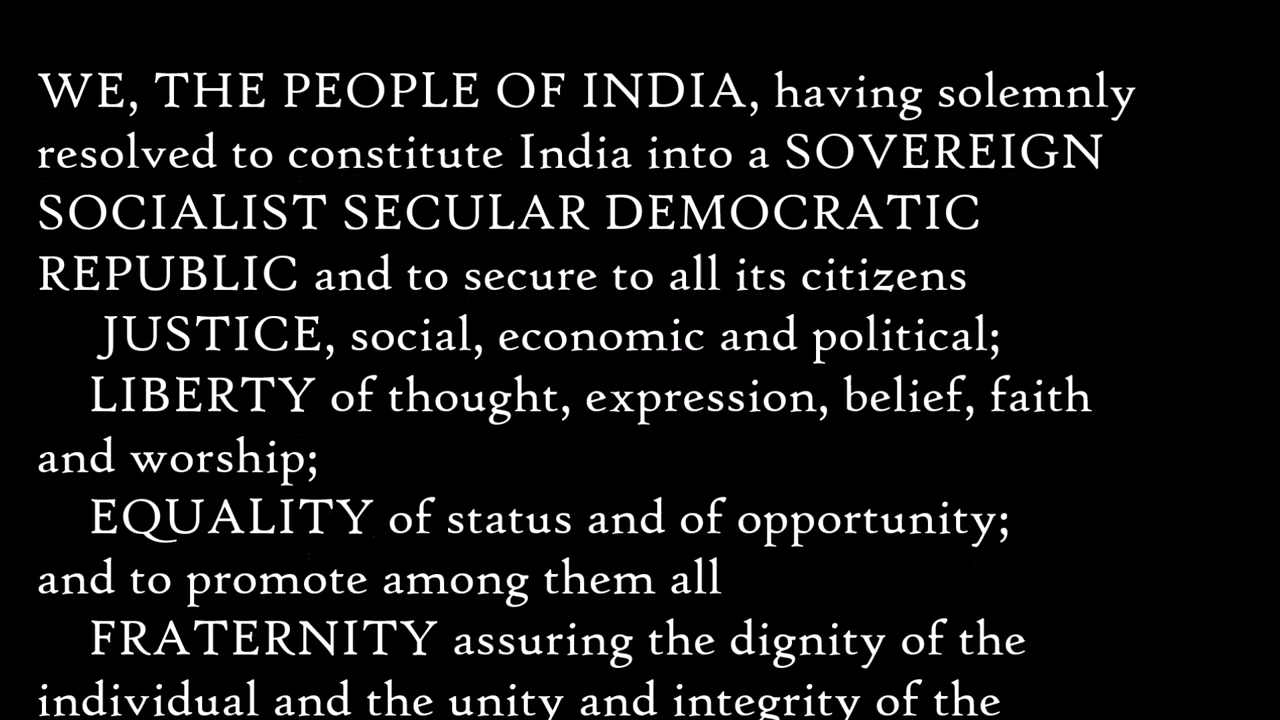 WE, THE PEOPLE OF INDIA, having solemnly
resolved to constitute India into a SOVEREIGN
SOCIALIST SECULAR DEMOCRATIC
REPUBLIC and to secure to all its citizens
JUSTICE, social, economic and political;
LIBERTY of thought, expression, belief, faith
and worship;
EQUALITY of status and of opportunity;
and to promote among them all
FRATERNITY assuring the dignity of the
individual and the unity and integrity of the